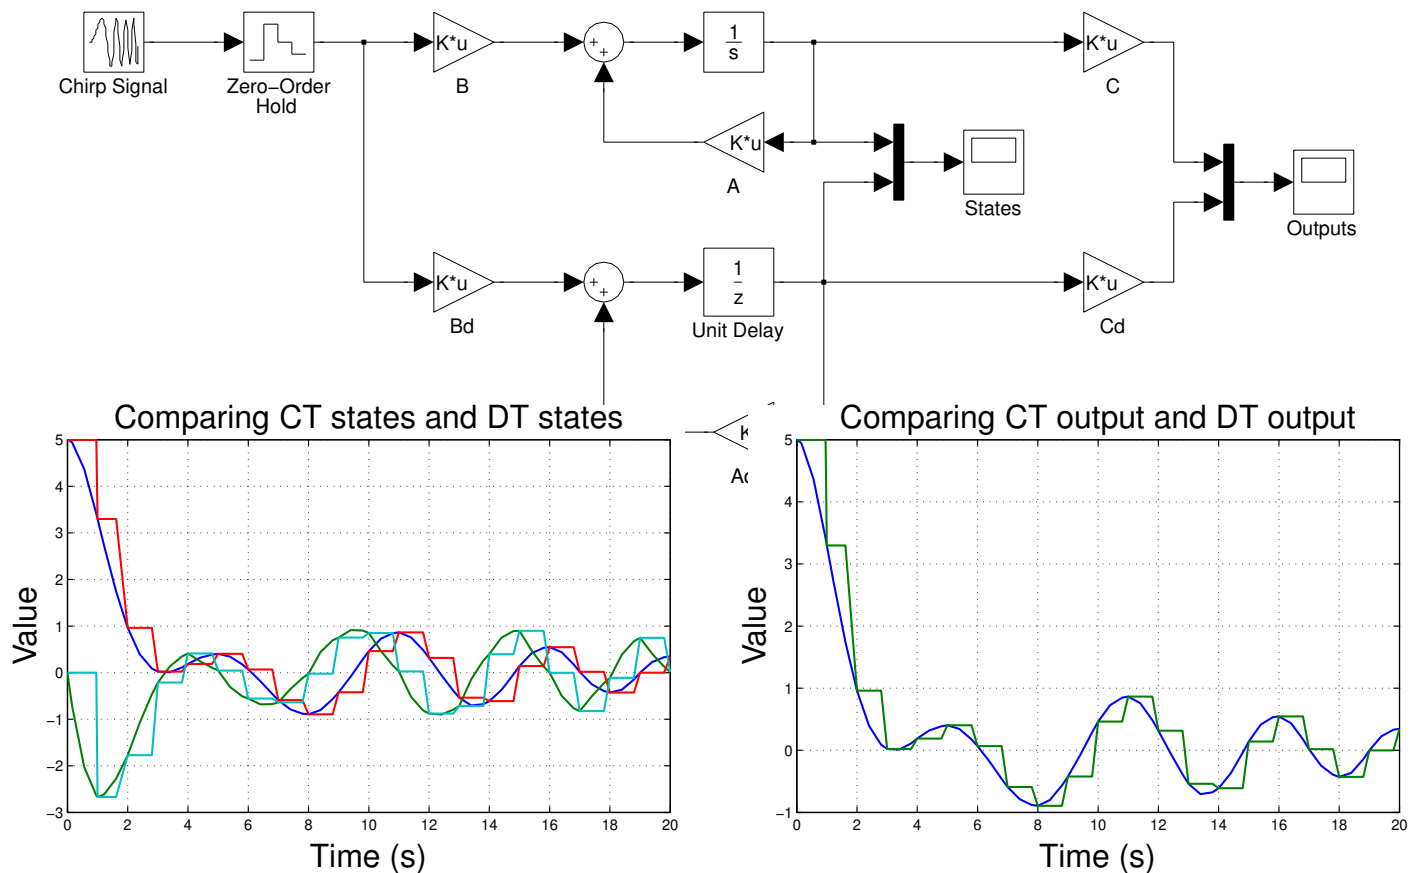 Chirp Signal
Zero−Order
Hold
K*u
B
+
+
1
s
K*u
C
K*u
A
States
Outputs
K*u
Bd
+
+
1
z
Unit Delay
K*u
Cd
Comparing CT states and DT states
Value
5
4
3
2
1
0
−1
−2
−3
0 2 4 6 8 10 12 14 16 18 20
Time (s)
Comparing CT output and DT output
Value
5
4
3
2
1
0
−1
0 2 4 6 8 10 12 14 16 18 20
Time (s)